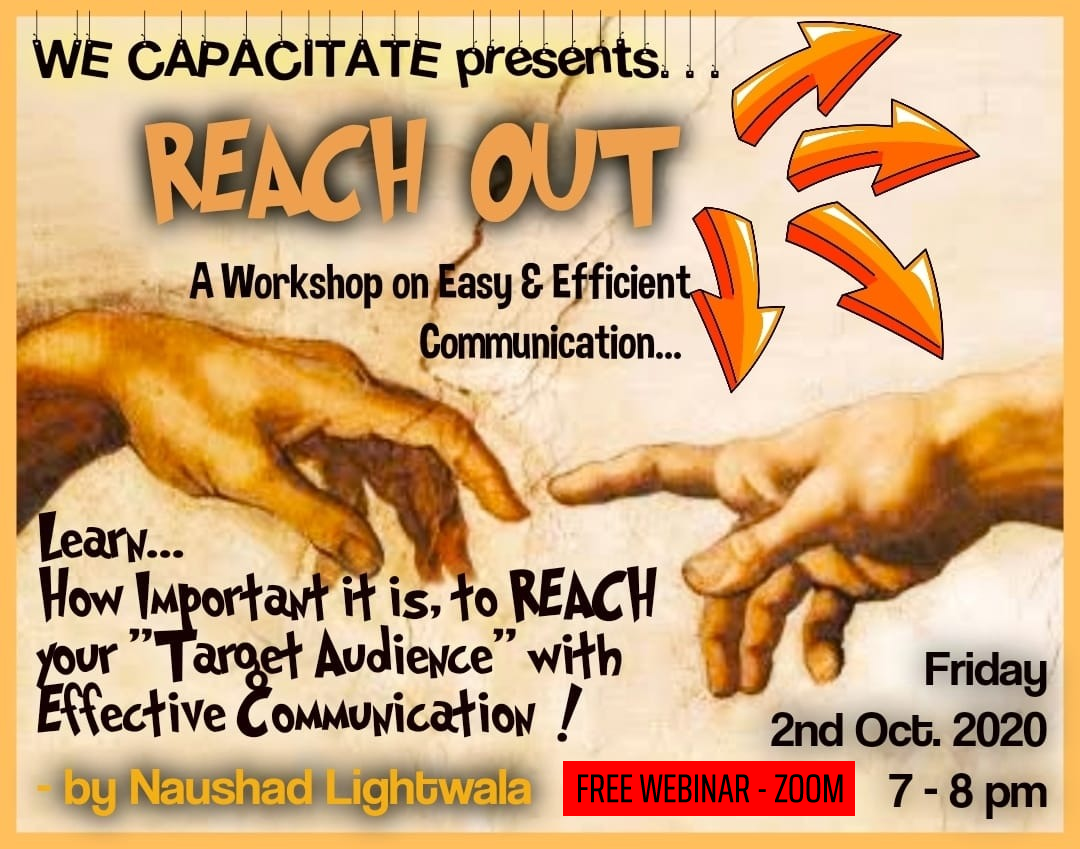 WE CAPACITATE presents. . .
REACH OUT
A Workshop on Easy & Efficient
Communication...
Learn...
How Important it is, to REACH
your "Target Audience" with
Effective Communication !
- by Naushad Lightwala
FREE WEBINAR - ZOOM
Friday
2nd Oct. 2020
7 - 8 pm